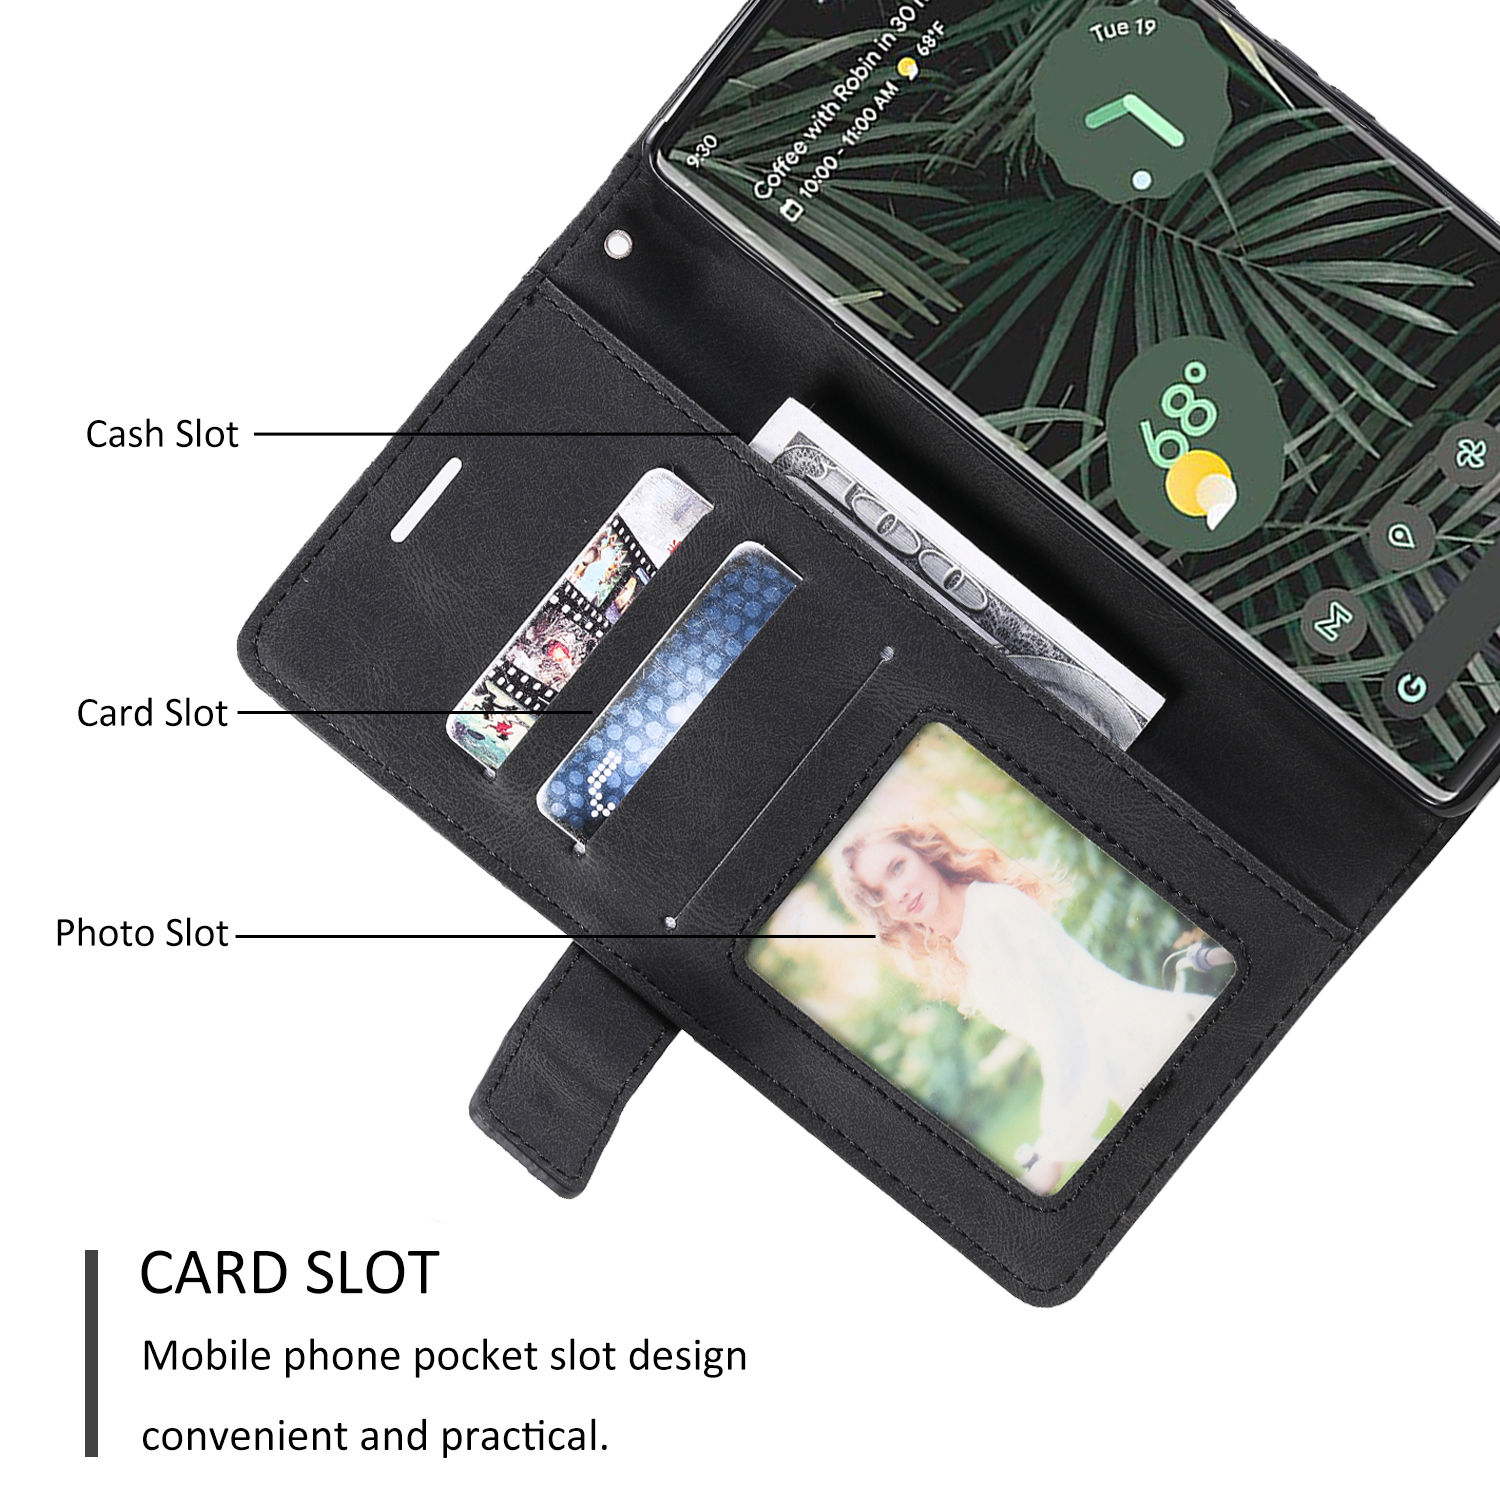 Tue 19
9:30
Coffee with Robin in 30
10:00 - 11:00 AM 68°F
68°
M
G
100
Cash Slot
Card Slot
Photo Slot
CARD SLOT
Mobile phone pocket slot design
convenient and practical.